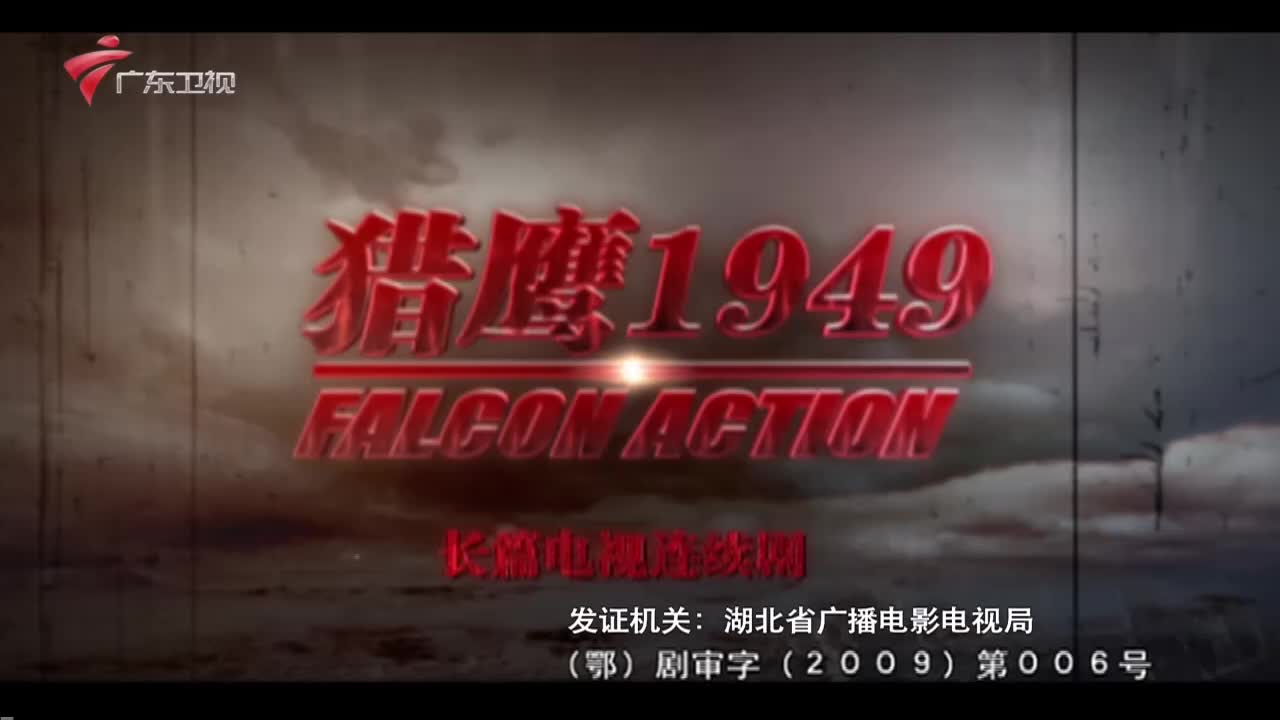 广东卫视
猎鹰1949
FALCON ACTION
长篇电视连续剧
发证机关：湖北省广播电影电视局
（鄂）剧审字（2009）第006号